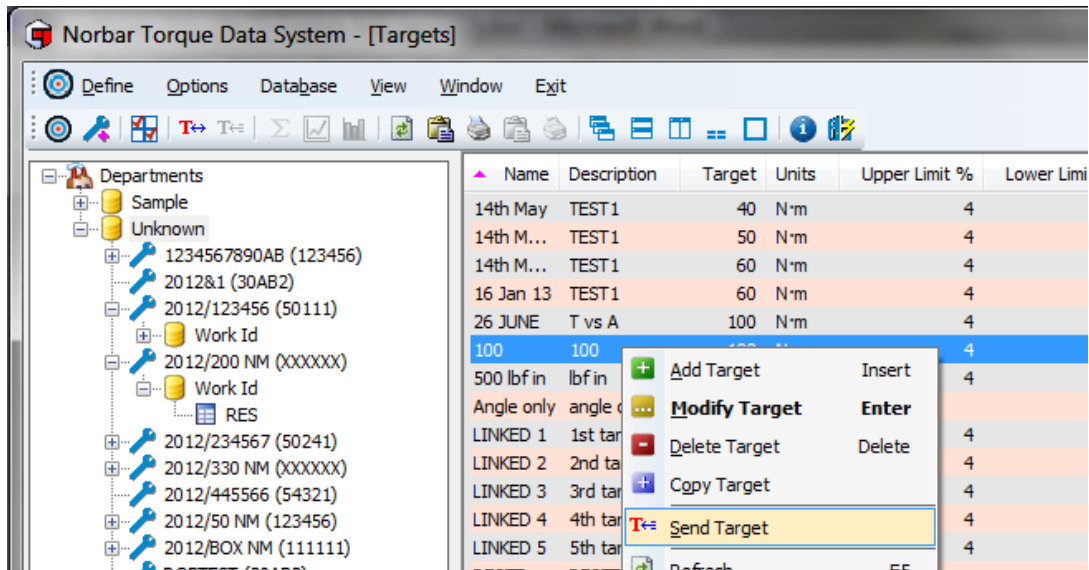 Norbar Torque Data System - [Targets]
Define Options Database View Window Exit
Departments
Sample
Unknown
1234567890AB (123456)
2012&1 (30AB2)
2012/123456 (50111)
Work Id
2012/200 NM (XXXXXX)
Work Id
RES
2012/234567 (50241)
2012/330 NM (XXXXXX)
2012/445566 (54321)
2012/50 NM (123456)
2012/BOX NM (111111)
Name Description Target Units Upper Limit % Lower Limi
14th May TEST1 40 N·m 4
14th M... TEST1 50 N·m 4
14th M... TEST1 60 N·m 4
16 Jan 13 TEST1 60 N·m 4
26 JUNE T vs A 100 N·m 4
100 100 4
500 lbf in lbf in 4
Angle only angle
LINKED 1 1st tar 4
LINKED 2 2nd ta 4
LINKED 3 3rd tar 4
LINKED 4 4th tar 4
LINKED 5 5th tar 4
Add Target Insert
Modify Target Enter
Delete Target Delete
Copy Target
T Send Target
Refresh F5